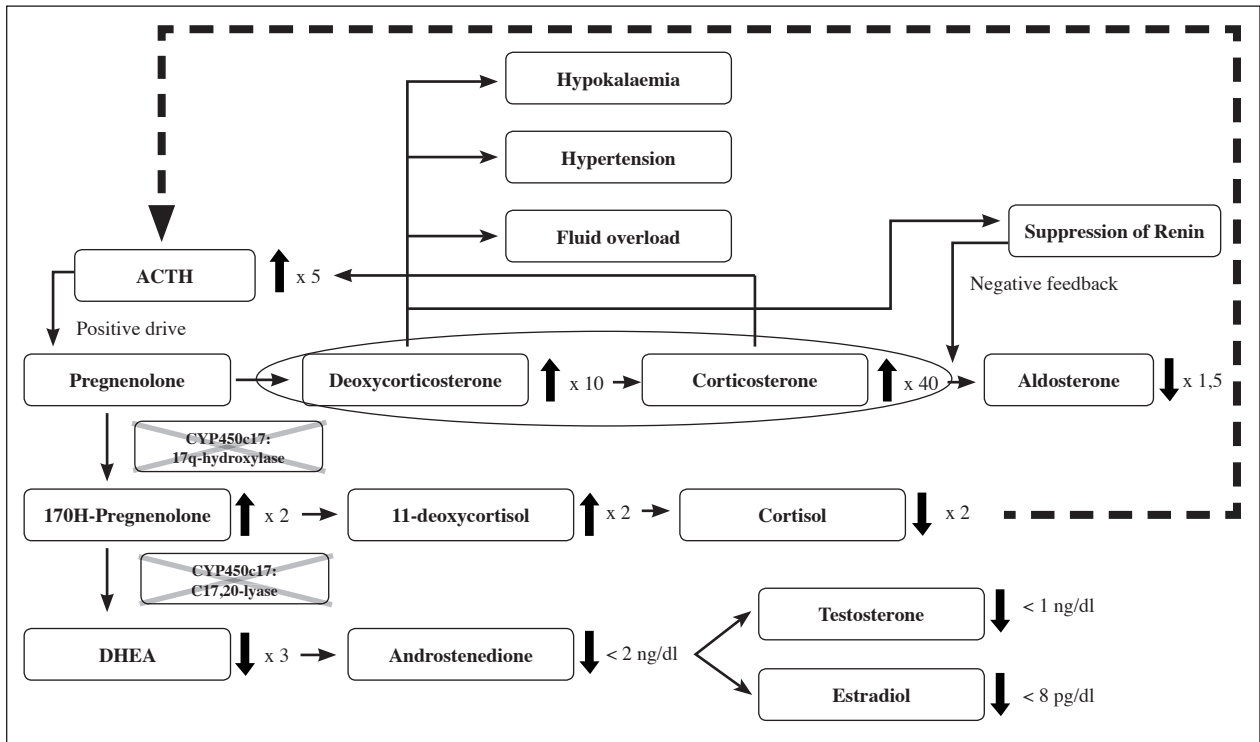 Hypokalaemia
Hypertension
Fluid overload
Suppression of Renin
ACTH
x 5
Negative feedback
Positive drive
Pregnenolone
Deoxycorticosterone
x 10
Corticosterone
x 40
Aldosterone
x 1,5
CYP450c17:
17q-hydroxylase
170H-Pregnenolone
x 2
11-deoxycortisol
x 2
Cortisol
x 2
CYP450c17:
C17,20-lyase
DHEA
x 3
Androstenedione
< 2 ng/dl
Testosterone
< 1 ng/dl
Estradiol
< 8 pg/dl